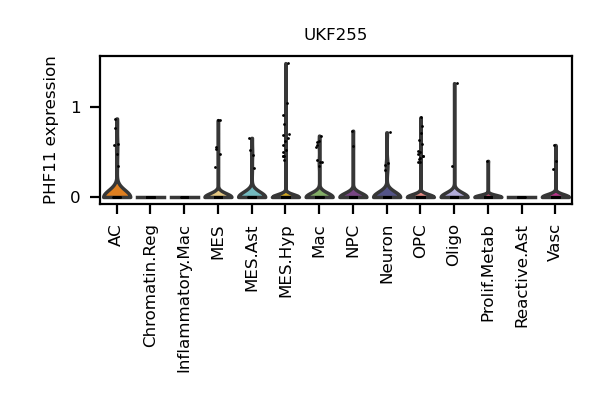 UKF255
PHF11 expression
1
0
AC
Chromatin.Reg
Inflammatory.Mac
MES
MES.Ast
MES.Hyp
Mac
NPC
Neuron
OPC
Oligo
Prolif.Metab
Reactive.Ast
Vasc